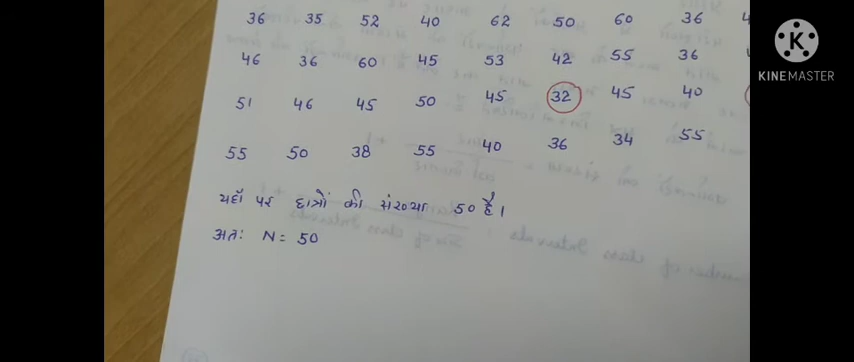 36 35 52 40 62 50 60 36
46 36 60 45 53 42 55 36
51 46 45 50 45 32 45 40
55 50 38 55 40 36 34 55
यहाँ पर छात्रों की संख्या 50 है।
अतः N = 50
KINEMASTER